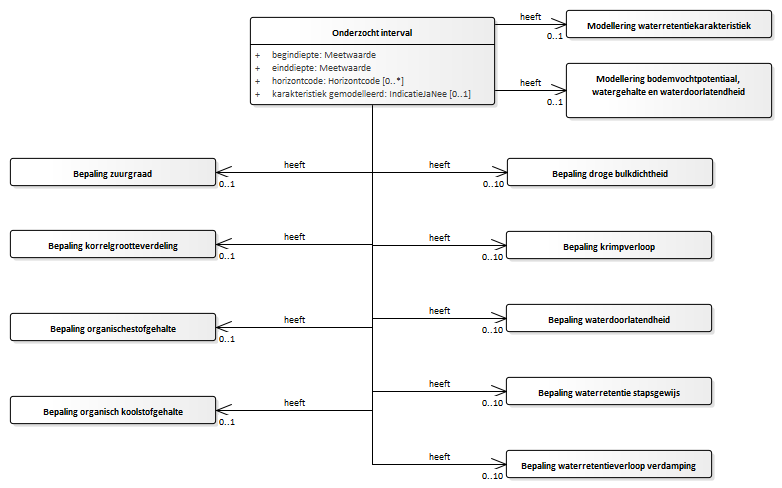 Onderzocht interval
+ begindiepte: Meetwaarde
+ einddiepte: Meetwaarde
+ horizontcode: Horizontcode [0..*]
+ karakteristiek gemodelleerd: IndicatieJaNee [0..1]
heeft
0..1
Modellering waterretentiekarakteristiek
heeft
0..1
Modellering bodemvochtpotentiaal,
watergehalte en waterdoorlatendheid
Bepaling zuurgraad
0..1
heeft
heeft
0..10
Bepaling droge bulkdichtheid
Bepaling korrelgrootteverdeling
0..1
heeft
heeft
0..10
Bepaling krimpverloop
Bepaling organischestofgehalte
0..1
heeft
heeft
0..10
Bepaling waterdoorlatendheid
Bepaling organisch koolstofgehalte
0..1
heeft
heeft
0..10
Bepaling waterretentie stapsgewijs
heeft
0..10
Bepaling waterretentieverloop verdamping